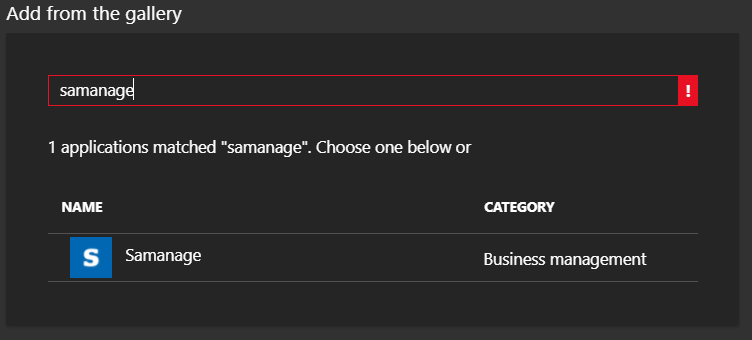 Add from the gallery
samanage
!
1 applications matched "samanage". Choose one below or
NAME CATEGORY
S Samanage Business management